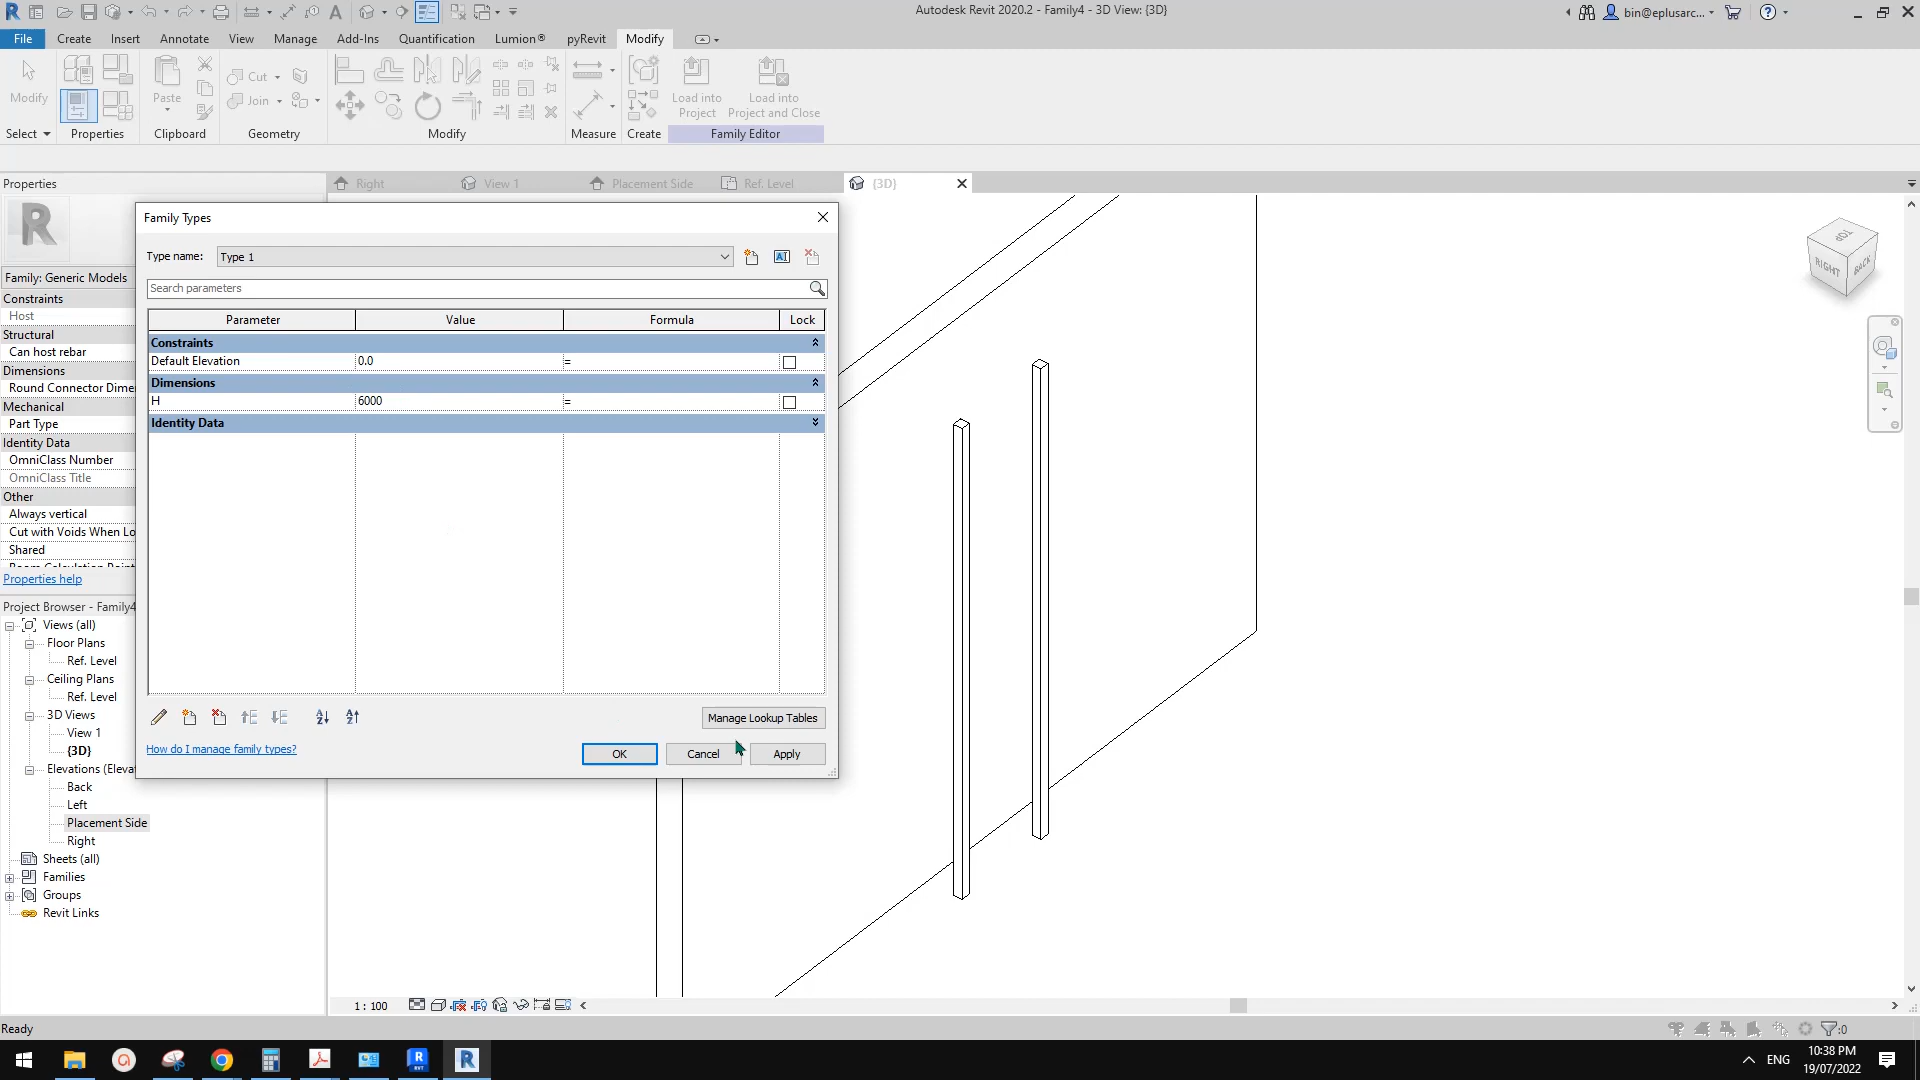 Autodesk Revit 2020.2 - Family4 - 3D View: {3D}
bin@eplusarc...
File Create Insert Annotate View Manage Add-Ins Quantification Lumion® pyRevit Modify
Modify
Paste
Cut
Join
Load into Project
Load into Project and Close
Select Properties Clipboard Geometry Modify Measure Create Family Editor
Properties
Right View 1 Placement Side Ref. Level {3D}
Family: Generic Models
Constraints
Host
Structural
Can host rebar
Dimensions
Round Connector Dime
Mechanical
Part Type
Identity Data
OmniClass Number
OmniClass Title
Other
Always vertical
Cut with Voids When Lo
Shared
Room Calculation Point
Properties help
Project Browser - Family4
Views (all)
Floor Plans
Ref. Level
Ceiling Plans
Ref. Level
3D Views
View 1
{3D}
Elevations (Eleva
Back
Left
Placement Side
Right
Sheets (all)
Families
Groups
Revit Links
Family Types
Type name: Type 1
Search parameters
Parameter Value Formula Lock
Constraints
Default Elevation 0.0 =
Dimensions
H 6000 =
Identity Data
Manage Lookup Tables
How do I manage family types?
OK Cancel Apply
TOP
RIGHT BACK
1 : 100
Ready
:0
ENG
10:38 PM
19/07/2022